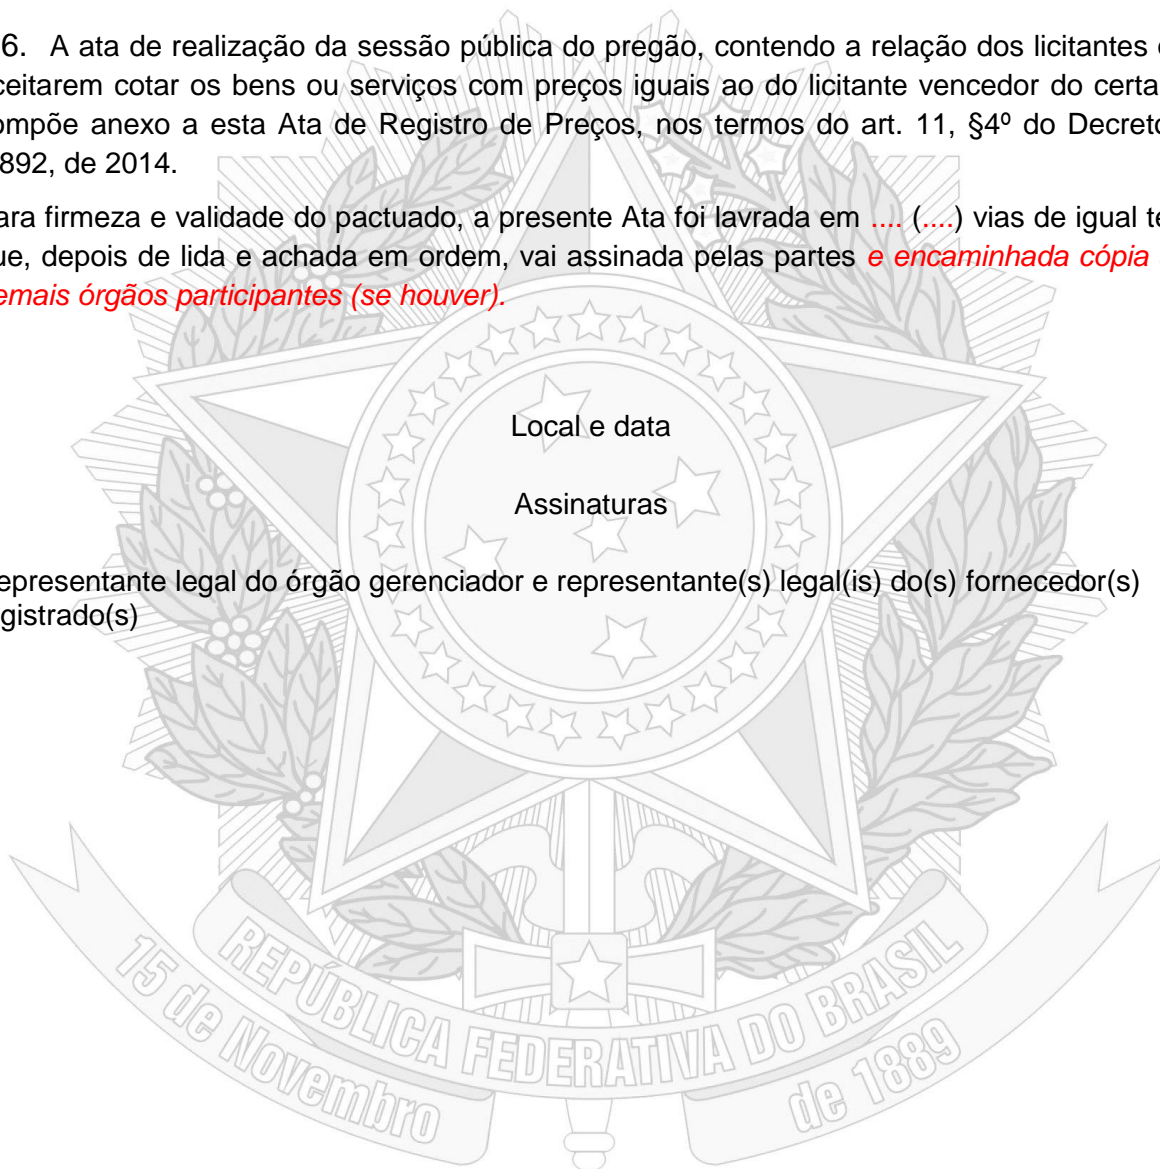 6. A ata de realização da sessão pública do pregão, contendo a relação dos licitantes
ceitarem cotar os bens ou serviços com preços iguais ao do licitante vencedor do certa
ompõe anexo a esta Ata de Registro de Preços, nos termos do art. 11, §4º do Decreto
892, de 2014.
ara firmeza e validade do pactuado, a presente Ata foi lavrada em .... (....) vias de igual te
ue, depois de lida e achada em ordem, vai assinada pelas partes e encaminhada cópia
emais órgãos participantes (se houver).
Local e data
Assinaturas
epresentante legal do órgão gerenciador e representante(s) legal(is) do(s) fornecedor(s)
gistrado(s)
REPÚBLICA FEDERATIVA DO BRASIL
15 de Novembro de 1889